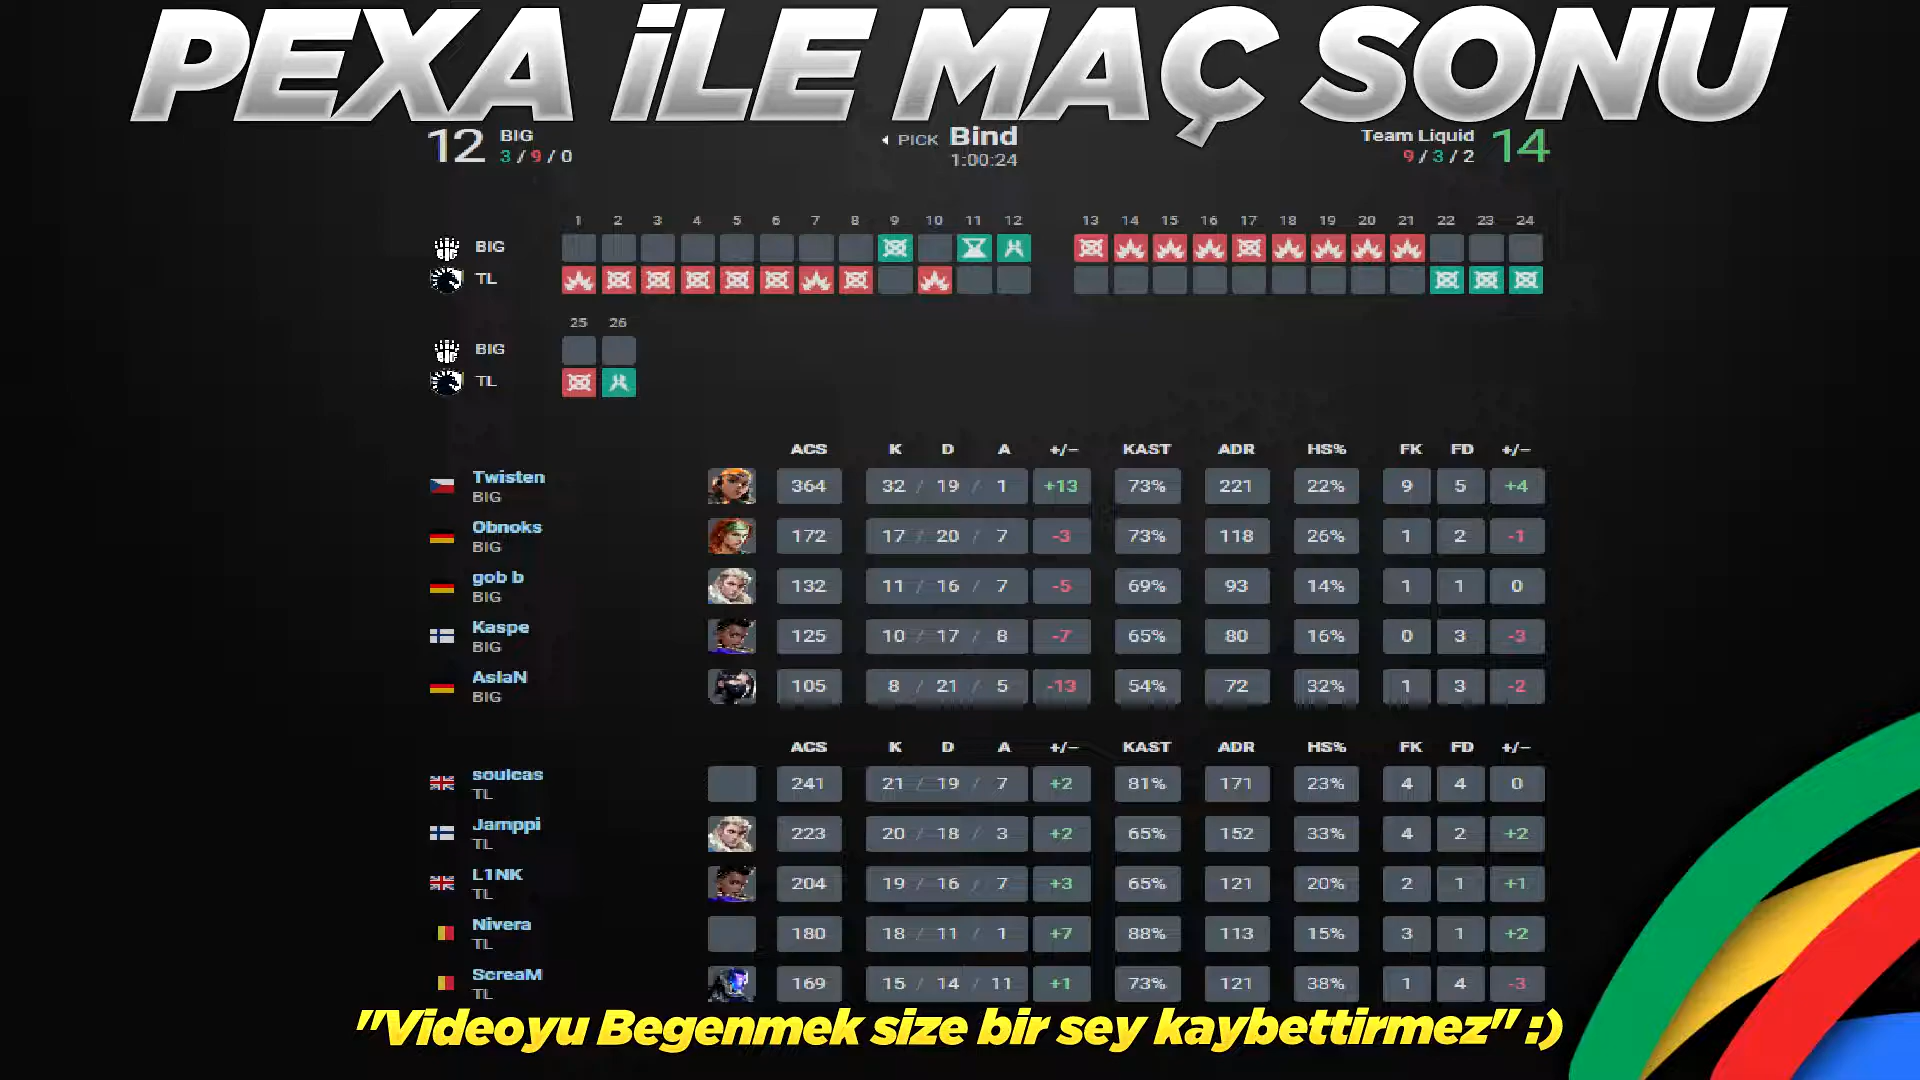 PEXA iLE MAÇ SONU
12 BIG 3 / 9 / 0 PICK Bind 1:00:24 Team Liquid 9 / 3 / 2 14
1 2 3 4 5 6 7 8 9 10 11 12 13 14 15 16 17 18 19 20 21 22 23 24
BIG
TL
25 26
BIG
TL
ACS K D A +/− KAST ADR HS% FK FD +/−
Twisten BIG 364 32 / 19 / 1 +13 73% 221 22% 9 5 +4
Obnoks BIG 172 17 / 20 / 7 -3 73% 118 26% 1 2 -1
gob b BIG 132 11 / 16 / 7 -5 69% 93 14% 1 1 0
Kaspe BIG 125 10 / 17 / 8 -7 65% 80 16% 0 3 -3
AslaN BIG 105 8 / 21 / 5 -13 54% 72 32% 1 3 -2
ACS K D A +/− KAST ADR HS% FK FD +/−
soulcas TL 241 21 / 19 / 7 +2 81% 171 23% 4 4 0
Jamppi TL 223 20 / 18 / 3 +2 65% 152 33% 4 2 +2
L1NK TL 204 19 / 16 / 7 +3 65% 121 20% 2 1 +1
Nivera TL 180 18 / 11 / 1 +7 88% 113 15% 3 1 +2
ScreaM TL 169 15 / 14 / 11 +1 73% 121 38% 1 4 -3
"Videoyu Begenmek size bir sey kaybettirmez" :)